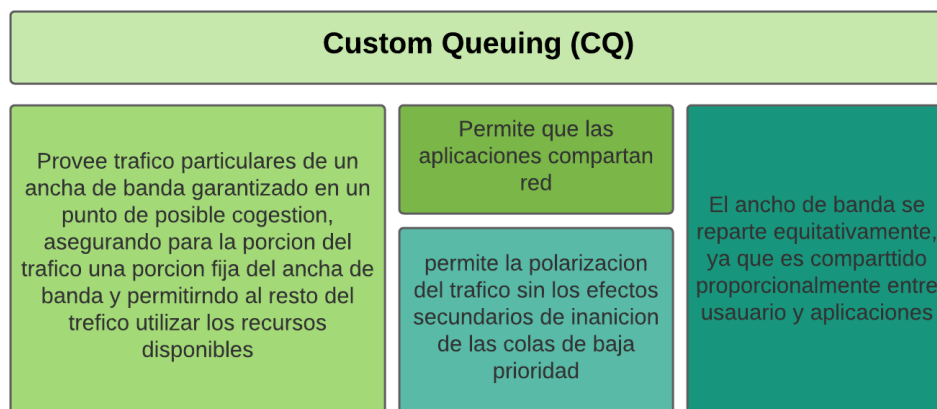 Custom Queuing (CQ)
Provee trafico particulares de un
ancha de banda garantizado en un
punto de posible cogestion,
asegurando para la porcion del
trafico una porcion fija del ancha de
banda y permitirndo al resto del
trefico utilizar los recursos
disponibles
Permite que las
aplicaciones compartan
red
permite la polarizacion
del trafico sin los efectos
secundarios de inanicion
de las colas de baja
prioridad
El ancho de banda se
reparte equitativamente,
ya que es comparttido
proporcionalmente entre
usauario y aplicaciones